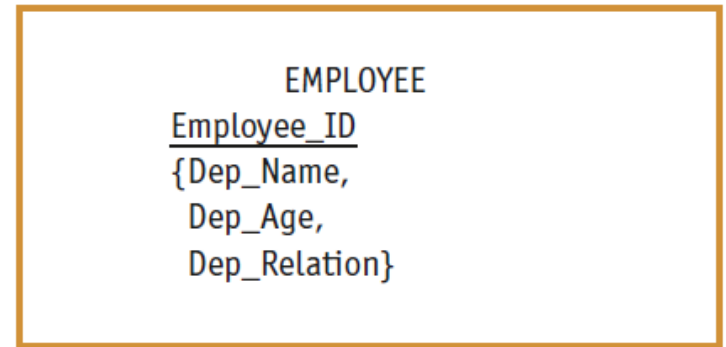 EMPLOYEE
Employee_ID
{Dep_Name,
Dep_Age,
Dep_Relation}